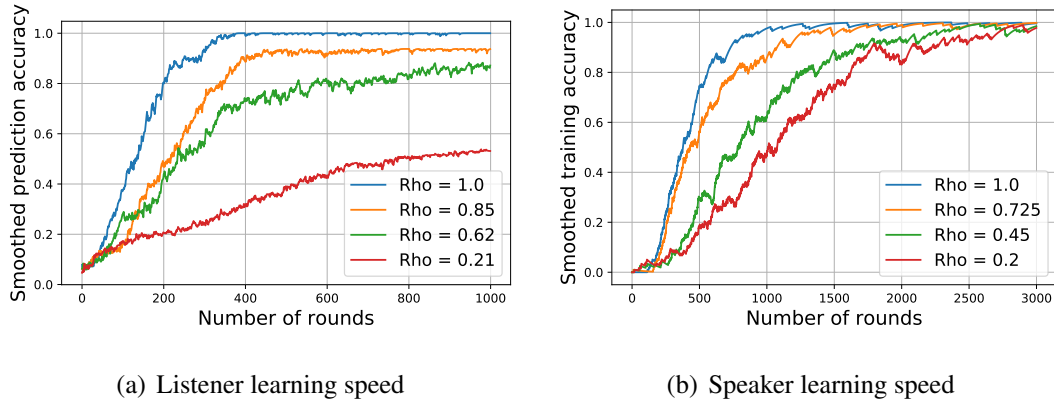 Smoothed prediction accuracy
1.0
0.8
0.6
0.4
0.2
0.0
0
200
400
600
800
1000
Number of rounds
Rho = 1.0
Rho = 0.85
Rho = 0.62
Rho = 0.21
(a) Listener learning speed
Smoothed training accuracy
1.0
0.8
0.6
0.4
0.2
0.0
0
500
1000
1500
2000
2500
3000
Number of rounds
Rho = 1.0
Rho = 0.725
Rho = 0.45
Rho = 0.2
(b) Speaker learning speed